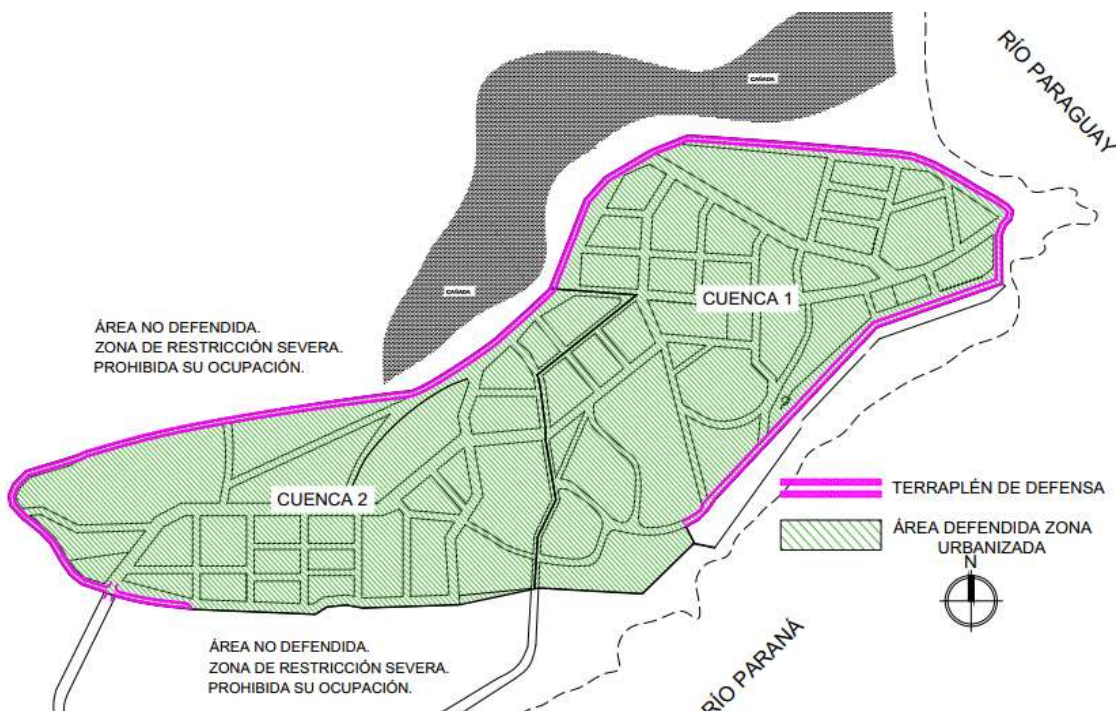 RÍO PARAGUAY
CAÑADA
CAÑADA
CUENCA 1
ÁREA NO DEFENDIDA.
ZONA DE RESTRICCIÓN SEVERA.
PROHIBIDA SU OCUPACIÓN.
CUENCA 2
TERRAPLÉN DE DEFENSA
ÁREA DEFENDIDA ZONA
URBANIZADA
N
ÁREA NO DEFENDIDA.
ZONA DE RESTRICCIÓN SEVERA.
PROHIBIDA SU OCUPACIÓN.
RÍO PARANÁ